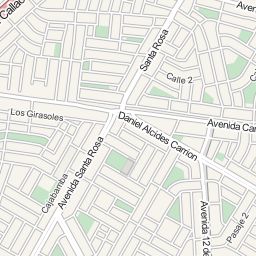 Callao
Avenida
Santa Rosa
Calle 2
Los Girasoles
Daniel Alcides Carrion
Avenida Car
Cajabamba
Avenida Santa Rosa
Avenida 12 de
Pasaje 2